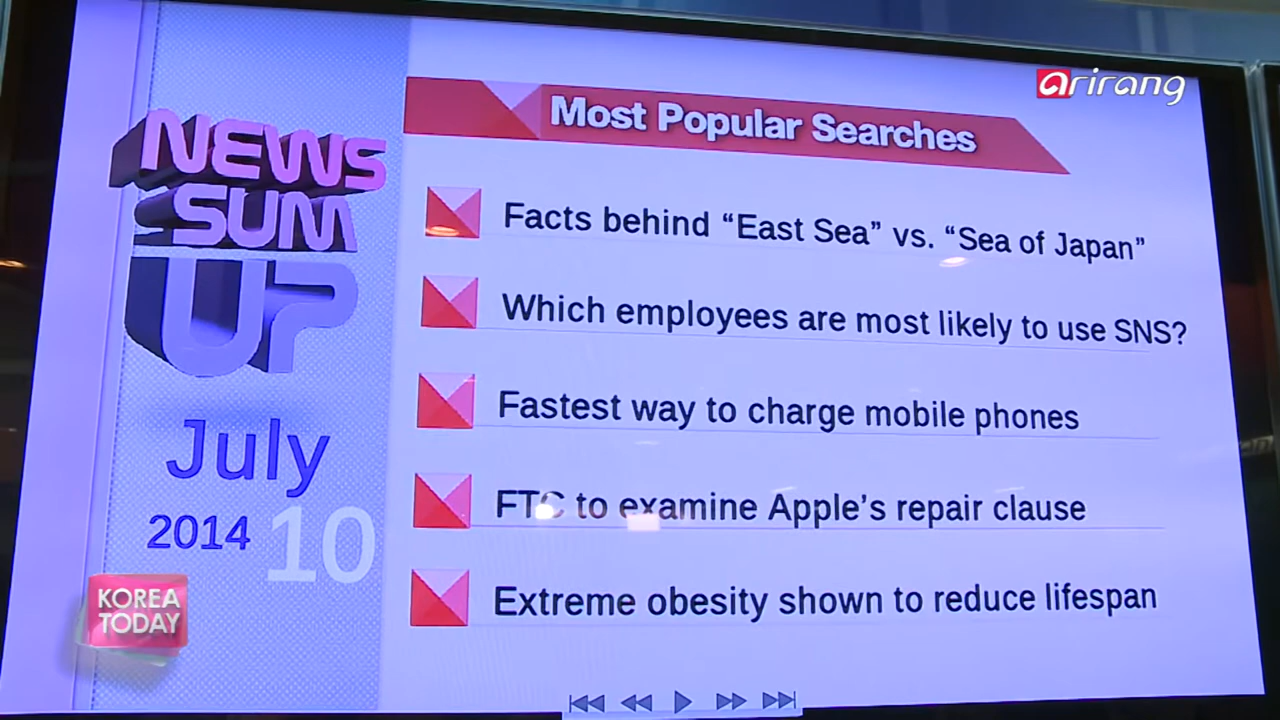 arirang
Most Popular Searches
NEWS
SUM
UP
July
2014 10
Facts behind “East Sea” vs. “Sea of Japan”
Which employees are most likely to use SNS?
Fastest way to charge mobile phones
FTC to examine Apple’s repair clause
Extreme obesity shown to reduce lifespan
KOREA
TODAY